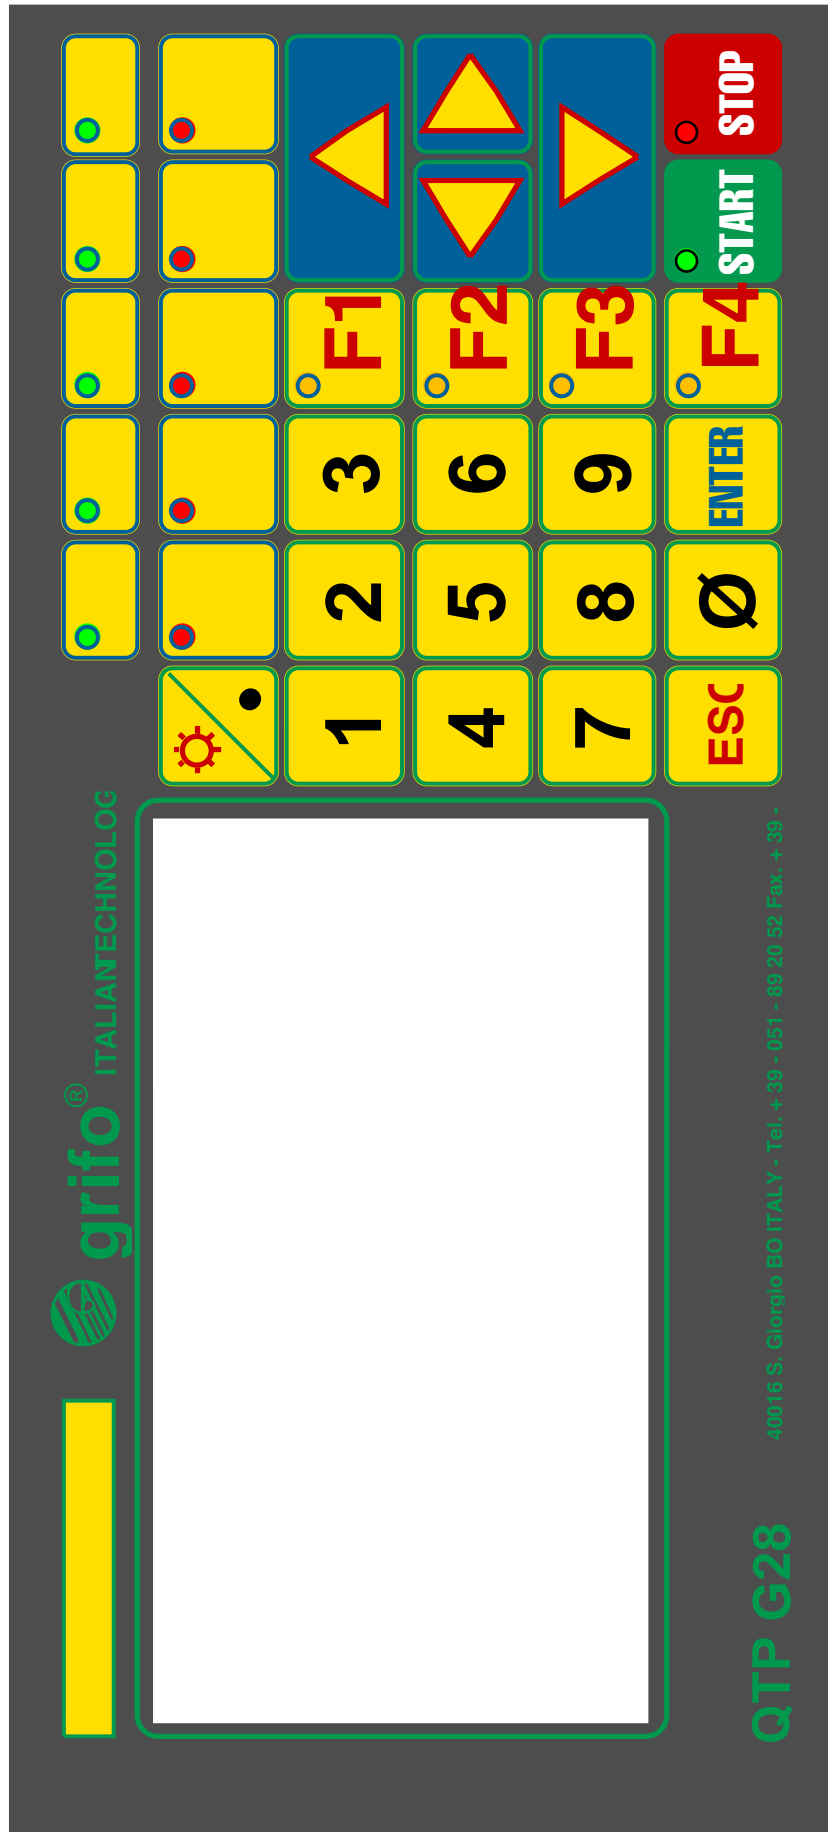 grifo® ITALIAN TECHNOLOG
1 2 3 F1
4 5 6 F2
7 8 9 F3
ESC Ø ENTER F4 START STOP
QTP G28 40016 S. Giorgio BO ITALY - Tel. + 39 - 051 - 89 20 52 Fax. + 39 -